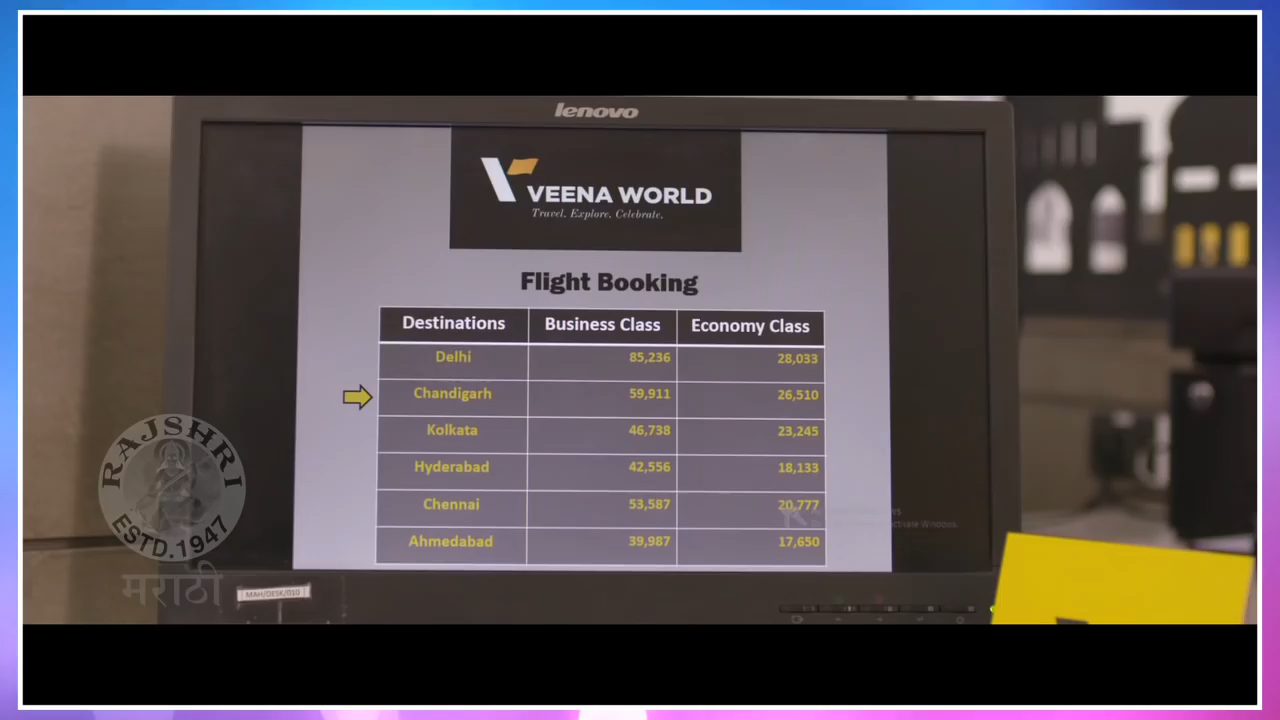 lenovo
VEENA WORLD
Travel. Explore. Celebrate.
Flight Booking
Destinations Business Class Economy Class
Delhi 85,236 28,033
Chandigarh 59,911 26,510
Kolkata 46,738 23,245
Hyderabad 42,556 18,133
Chennai 53,587 20,777
Ahmedabad 39,987 17,650
Activate Windows.
RAJSHRI
ESTD.1947
मराठी
MAH/DESK/010